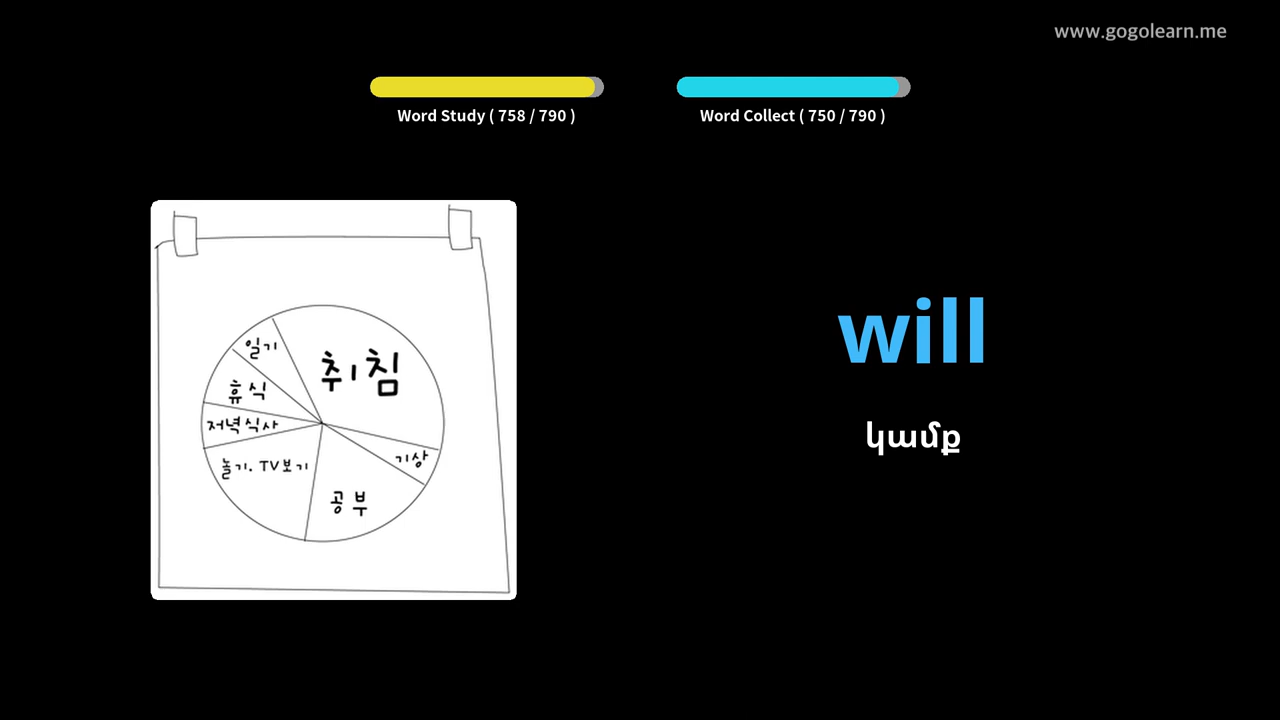 www.gogolearn.me
Word Study ( 758 / 790 )
Word Collect ( 750 / 790 )
일기
취침
휴식
저녁식사
놀기. TV보기
기상
공부
will
կամք